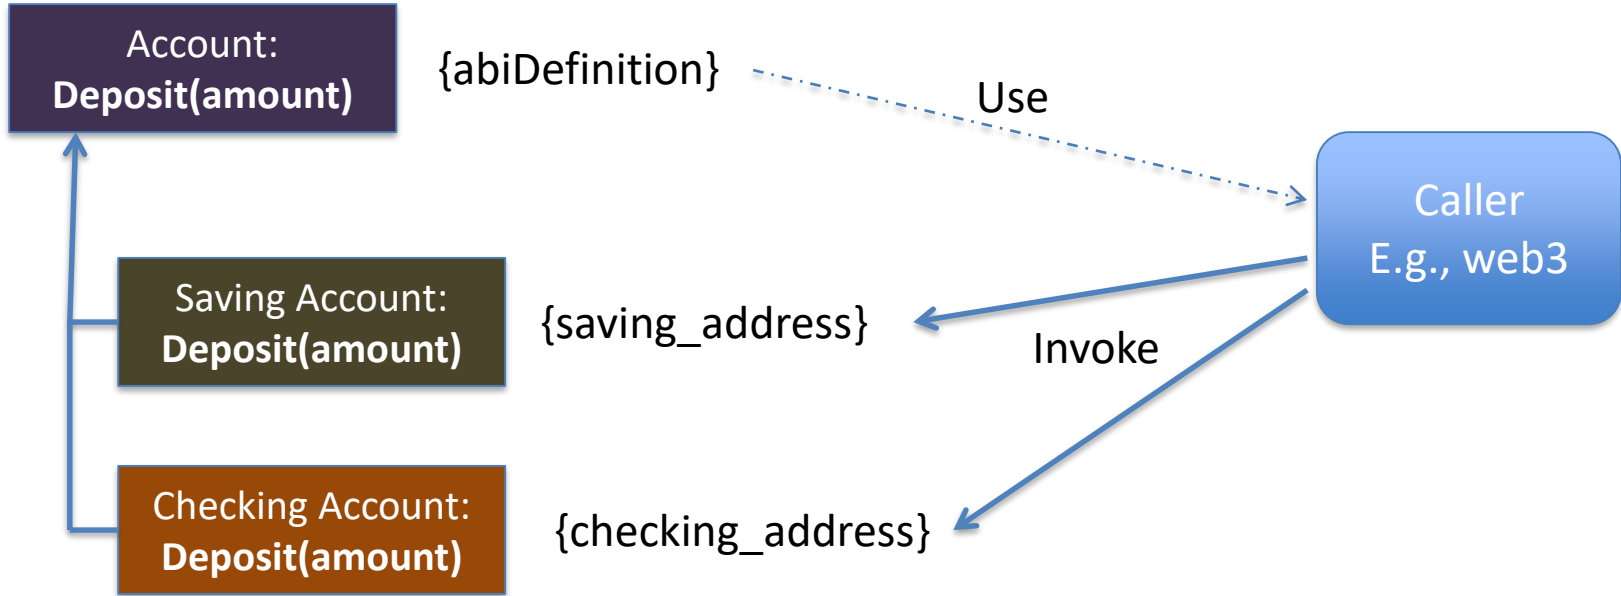 Account:
Deposit(amount)
{abiDefinition}
Use
Caller
E.g., web3
Saving Account:
Deposit(amount)
{saving_address}
Invoke
Checking Account:
Deposit(amount)
{checking_address}